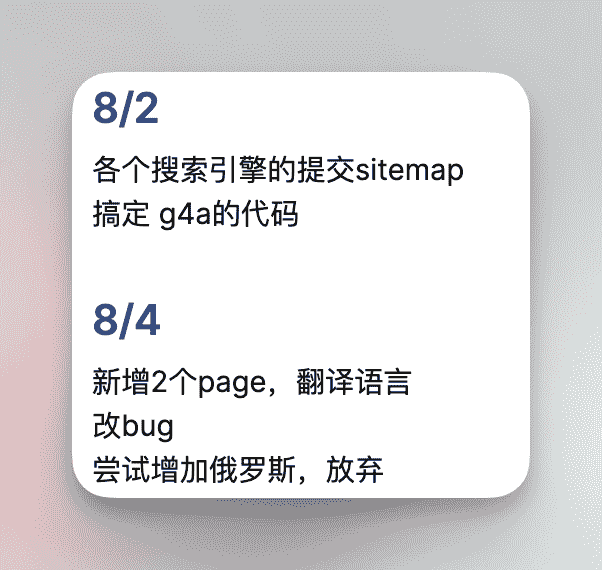 8/2
各个搜索引擎的提交sitemap
搞定 g4a的代码
8/4
新增2个page，翻译语言
改bug
尝试增加俄罗斯，放弃